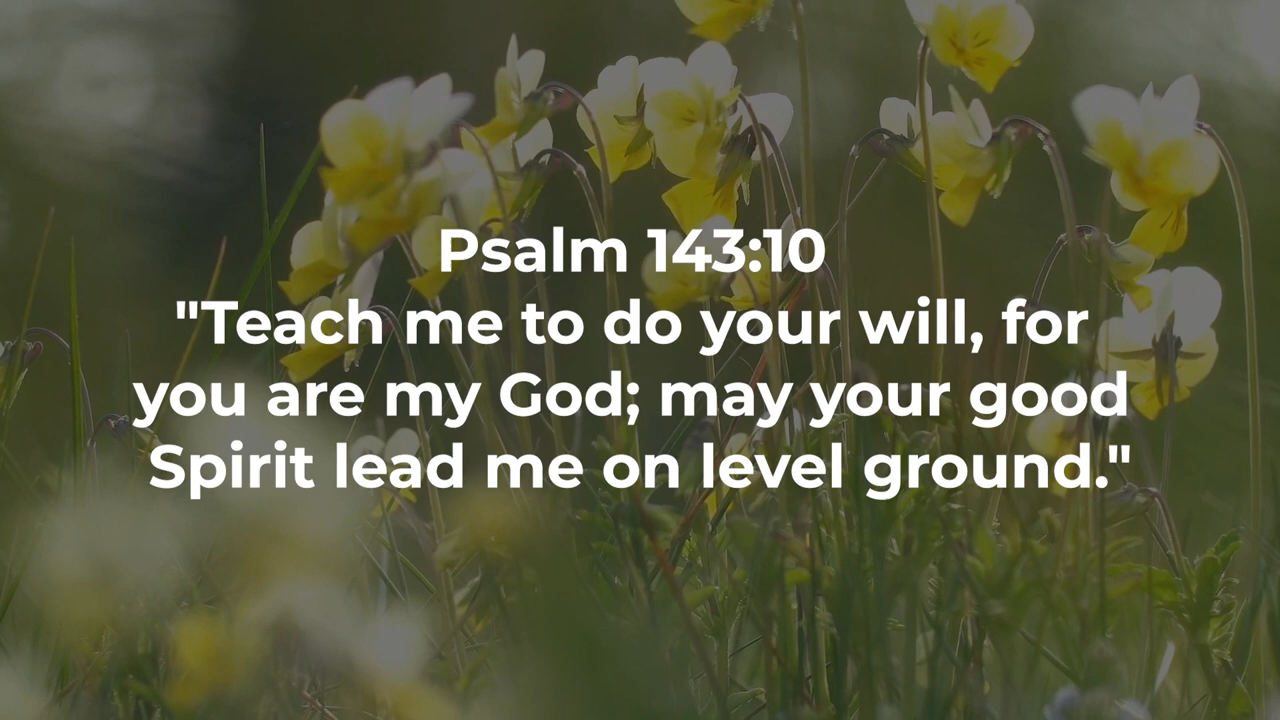 Psalm 143:10
"Teach me to do your will, for
you are my God; may your good
Spirit lead me on level ground."